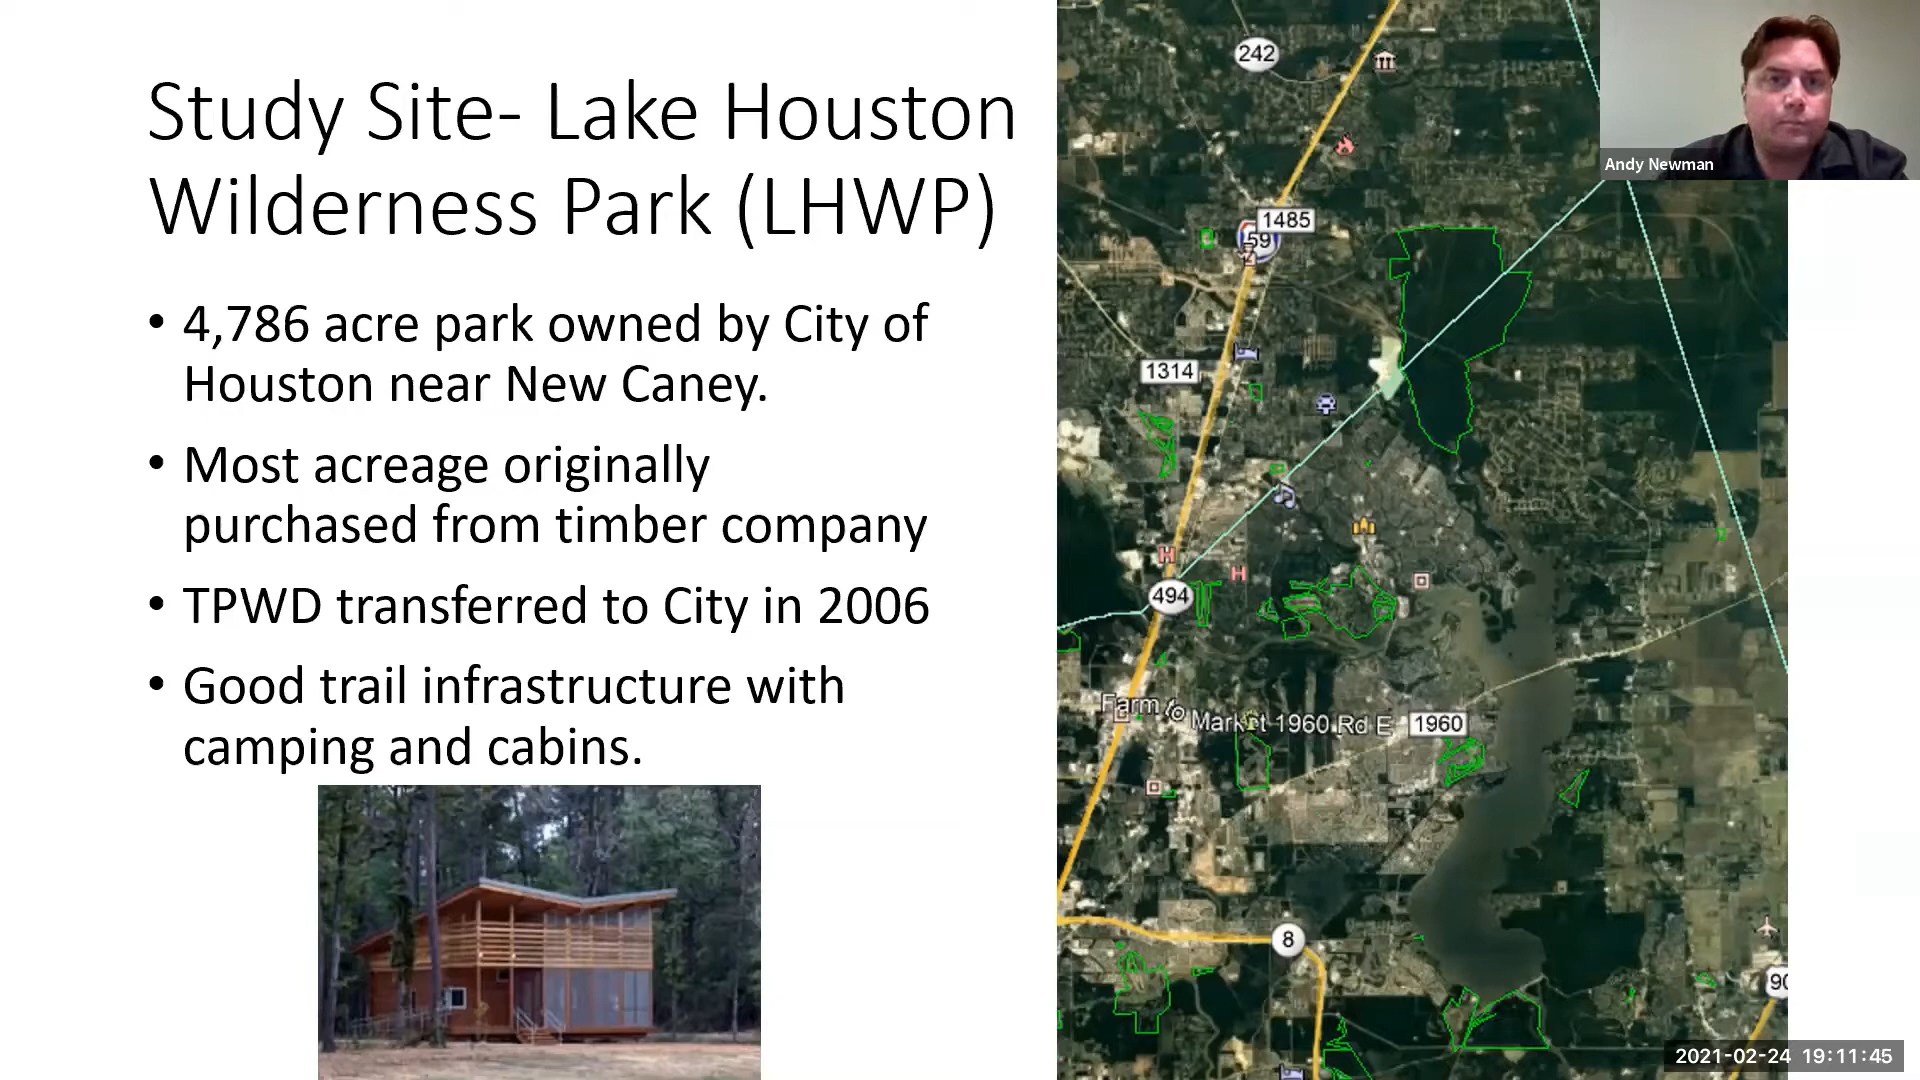 Study Site- Lake Houston
Wilderness Park (LHWP)
• 4,786 acre park owned by City of
Houston near New Caney.
• Most acreage originally
purchased from timber company
• TPWD transferred to City in 2006
• Good trail infrastructure with
camping and cabins.
242
1485
59
1314
H
H
494
Farm to Market 1960 Rd E
1960
8
90
Andy Newman
2021-02-24 19:11:45